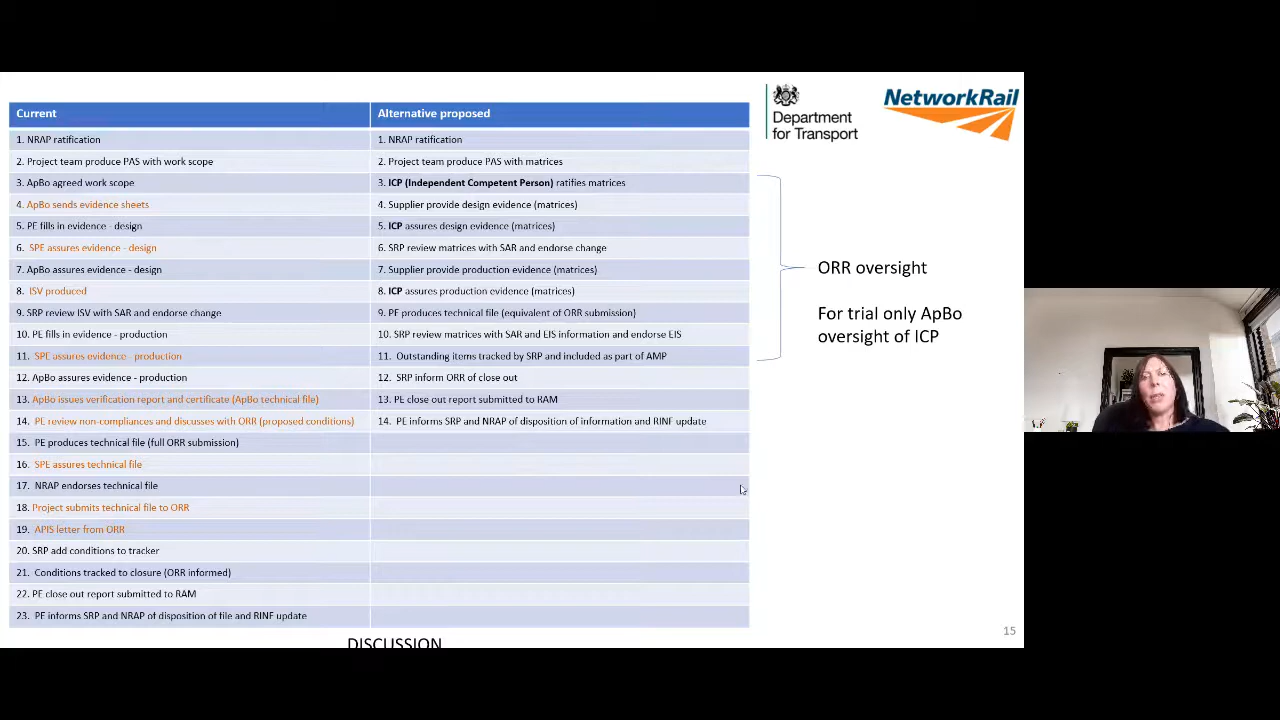 Current Alternative proposed
1. NRAP ratification 1. NRAP ratification
2. Project team produce PAS with work scope 2. Project team produce PAS with matrices
3. ApBo agreed work scope 3. ICP (Independent Competent Person) ratifies matrices
4. ApBo sends evidence sheets 4. Supplier provide design evidence (matrices)
5. PE fills in evidence - design 5. ICP assures design evidence (matrices)
6. SPE assures evidence - design 6. SRP review matrices with SAR and endorse change
7. ApBo assures evidence - design 7. Supplier provide production evidence (matrices)
8. ISV produced 8. ICP assures production evidence (matrices)
9. SRP review ISV with SAR and endorse change 9. PE produces technical file (equivalent of ORR submission)
10. PE fills in evidence - production 10. SRP review matrices with SAR and EIS information and endorse EIS
11. SPE assures evidence - production 11. Outstanding items tracked by SRP and included as part of AMP
12. ApBo assures evidence - production 12. SRP inform ORR of close out
13. ApBo issues verification report and certificate (ApBo technical file) 13. PE close out report submitted to RAM
14. PE review non-compliances and discusses with ORR (proposed conditions) 14. PE informs SRP and NRAP of disposition of information and RINF update
15. PE produces technical file (full ORR submission)
16. SPE assures technical file
17. NRAP endorses technical file
18. Project submits technical file to ORR
19. APIS letter from ORR
20. SRP add conditions to tracker
21. Conditions tracked to closure (ORR informed)
22. PE close out report submitted to RAM
23. PE informs SRP and NRAP of disposition of file and RINF update
Department
for Transport
NetworkRail
ORR oversight
For trial only ApBo
oversight of ICP
15
DISCUSSION